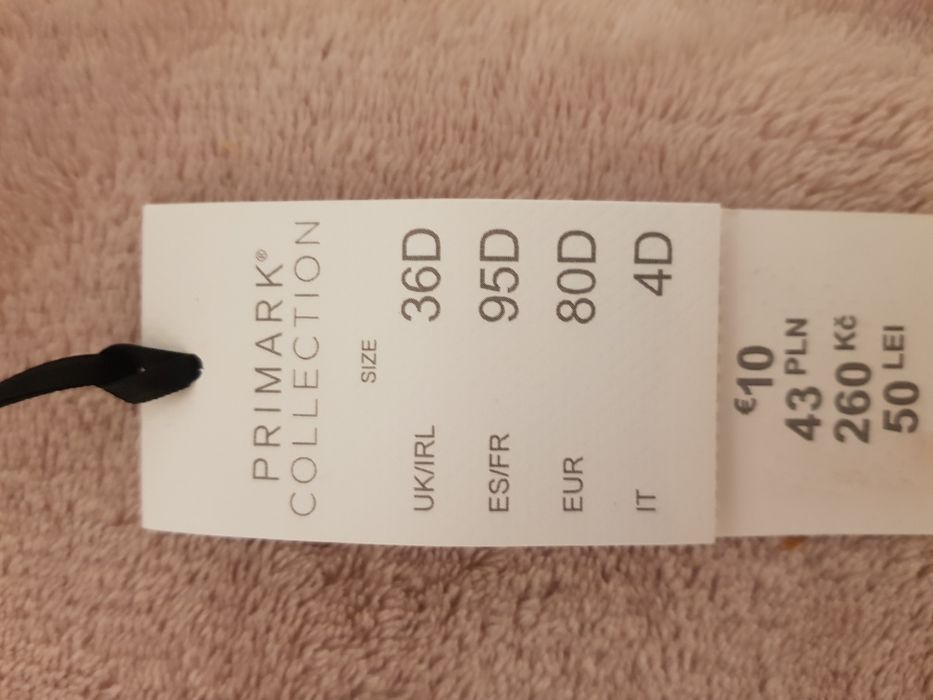 PRIMARK®
COLLECTION
SIZE
UK/IRL 36D
ES/FR 95D
EUR 80D
IT 4D
€10
43 PLN
260 Kč
50 LEI